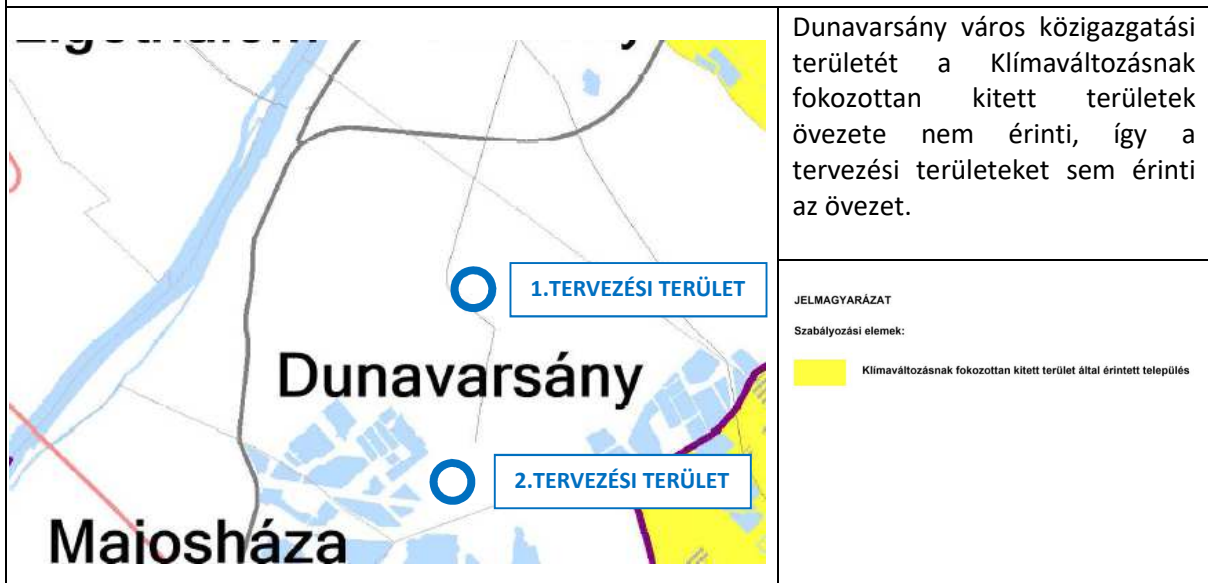 Dunavarsány város közigazgatási
területét a Klímaváltozásnak
fokozottan kitett területek
övezete nem érinti, így a
tervezési területeket sem érinti
az övezet.
1.TERVEZÉSI TERÜLET
Dunavarsány
2.TERVEZÉSI TERÜLET
Majosháza
JELMAGYARÁZAT
Szabályozási elemek:
Klímaváltozásnak fokozottan kitett terület által érintett település